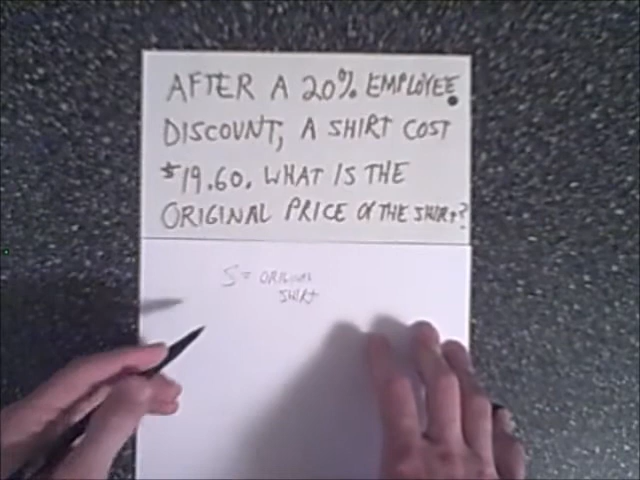 AFTER A 20% EMPLOYEE
DISCOUNT, A SHIRT COST
$19.60. WHAT IS THE
ORIGINAL PRICE OF THE SHIRT?
S = ORIGINAL
SHIRT